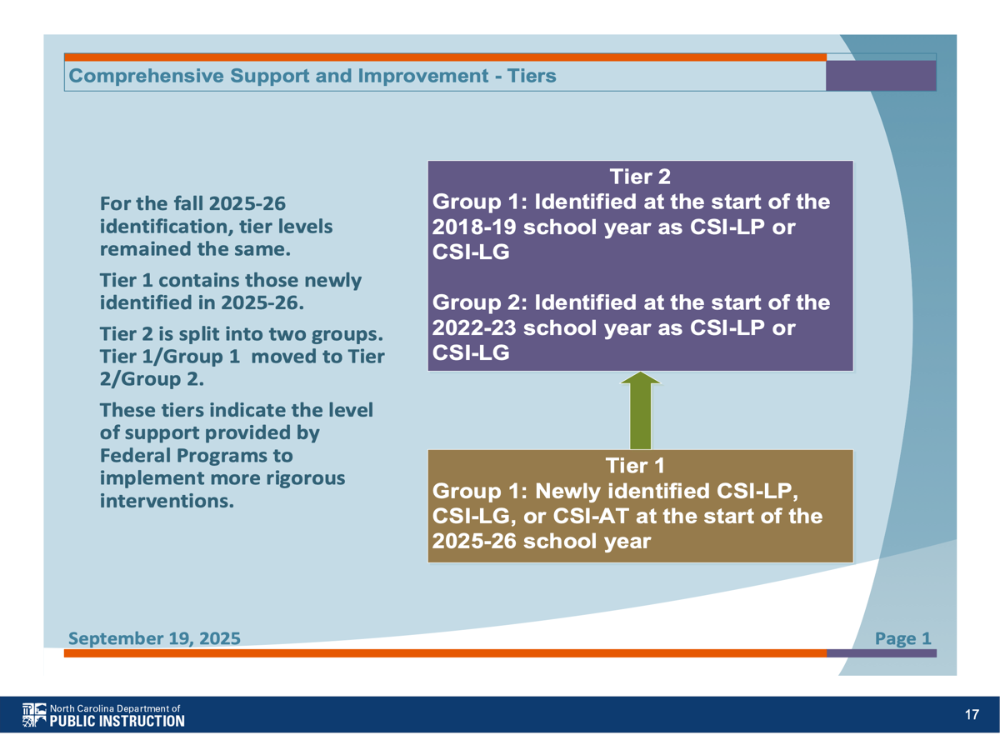 Comprehensive Support and Improvement - Tiers
For the fall 2025-26
identification, tier levels
remained the same.
Tier 1 contains those newly
identified in 2025-26.
Tier 2 is split into two groups.
Tier 1/Group 1  moved to Tier
2/Group 2.
These tiers indicate the level
of support provided by
Federal Programs to
implement more rigorous
interventions.
Tier 2
Group 1: Identified at the start of the
2018-19 school year as CSI-LP or
CSI-LG
Group 2: Identified at the start of the
2022-23 school year as CSI-LP or
CSI-LG
Tier 1
Group 1: Newly identified CSI-LP,
CSI-LG, or CSI-AT at the start of the
2025-26 school year
September 19, 2025
Page 1
North Carolina Department of
PUBLIC INSTRUCTION
17